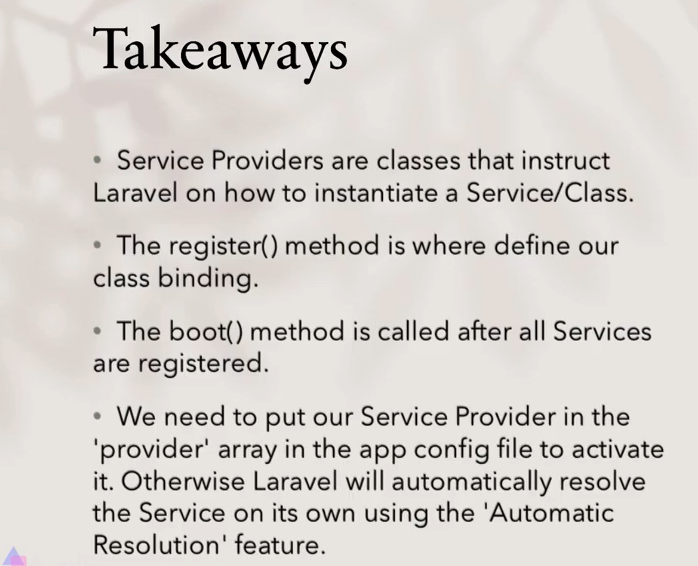 Takeaways
• Service Providers are classes that instruct
Laravel on how to instantiate a Service/Class.
• The register() method is where define our
class binding.
• The boot() method is called after all Services
are registered.
• We need to put our Service Provider in the
'provider' array in the app config file to activate
it. Otherwise Laravel will automatically resolve
the Service on its own using the 'Automatic
Resolution' feature.